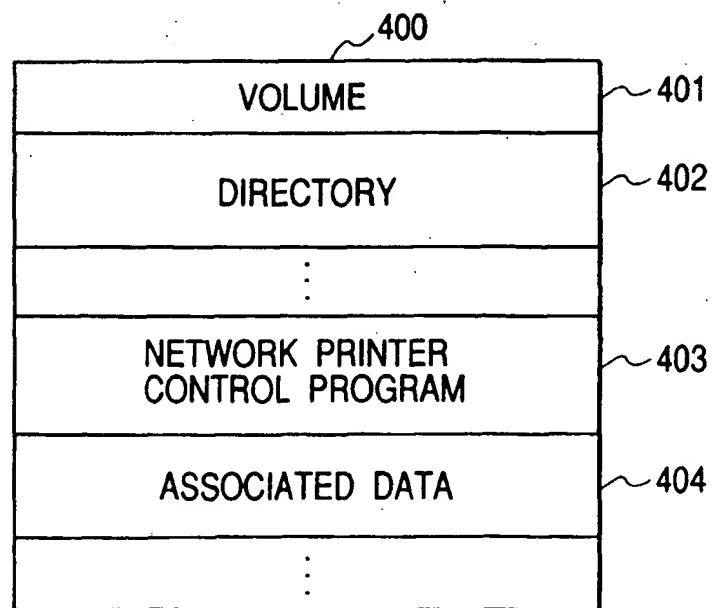 400
VOLUME 401
DIRECTORY 402
NETWORK PRINTER
CONTROL PROGRAM 403
ASSOCIATED DATA 404